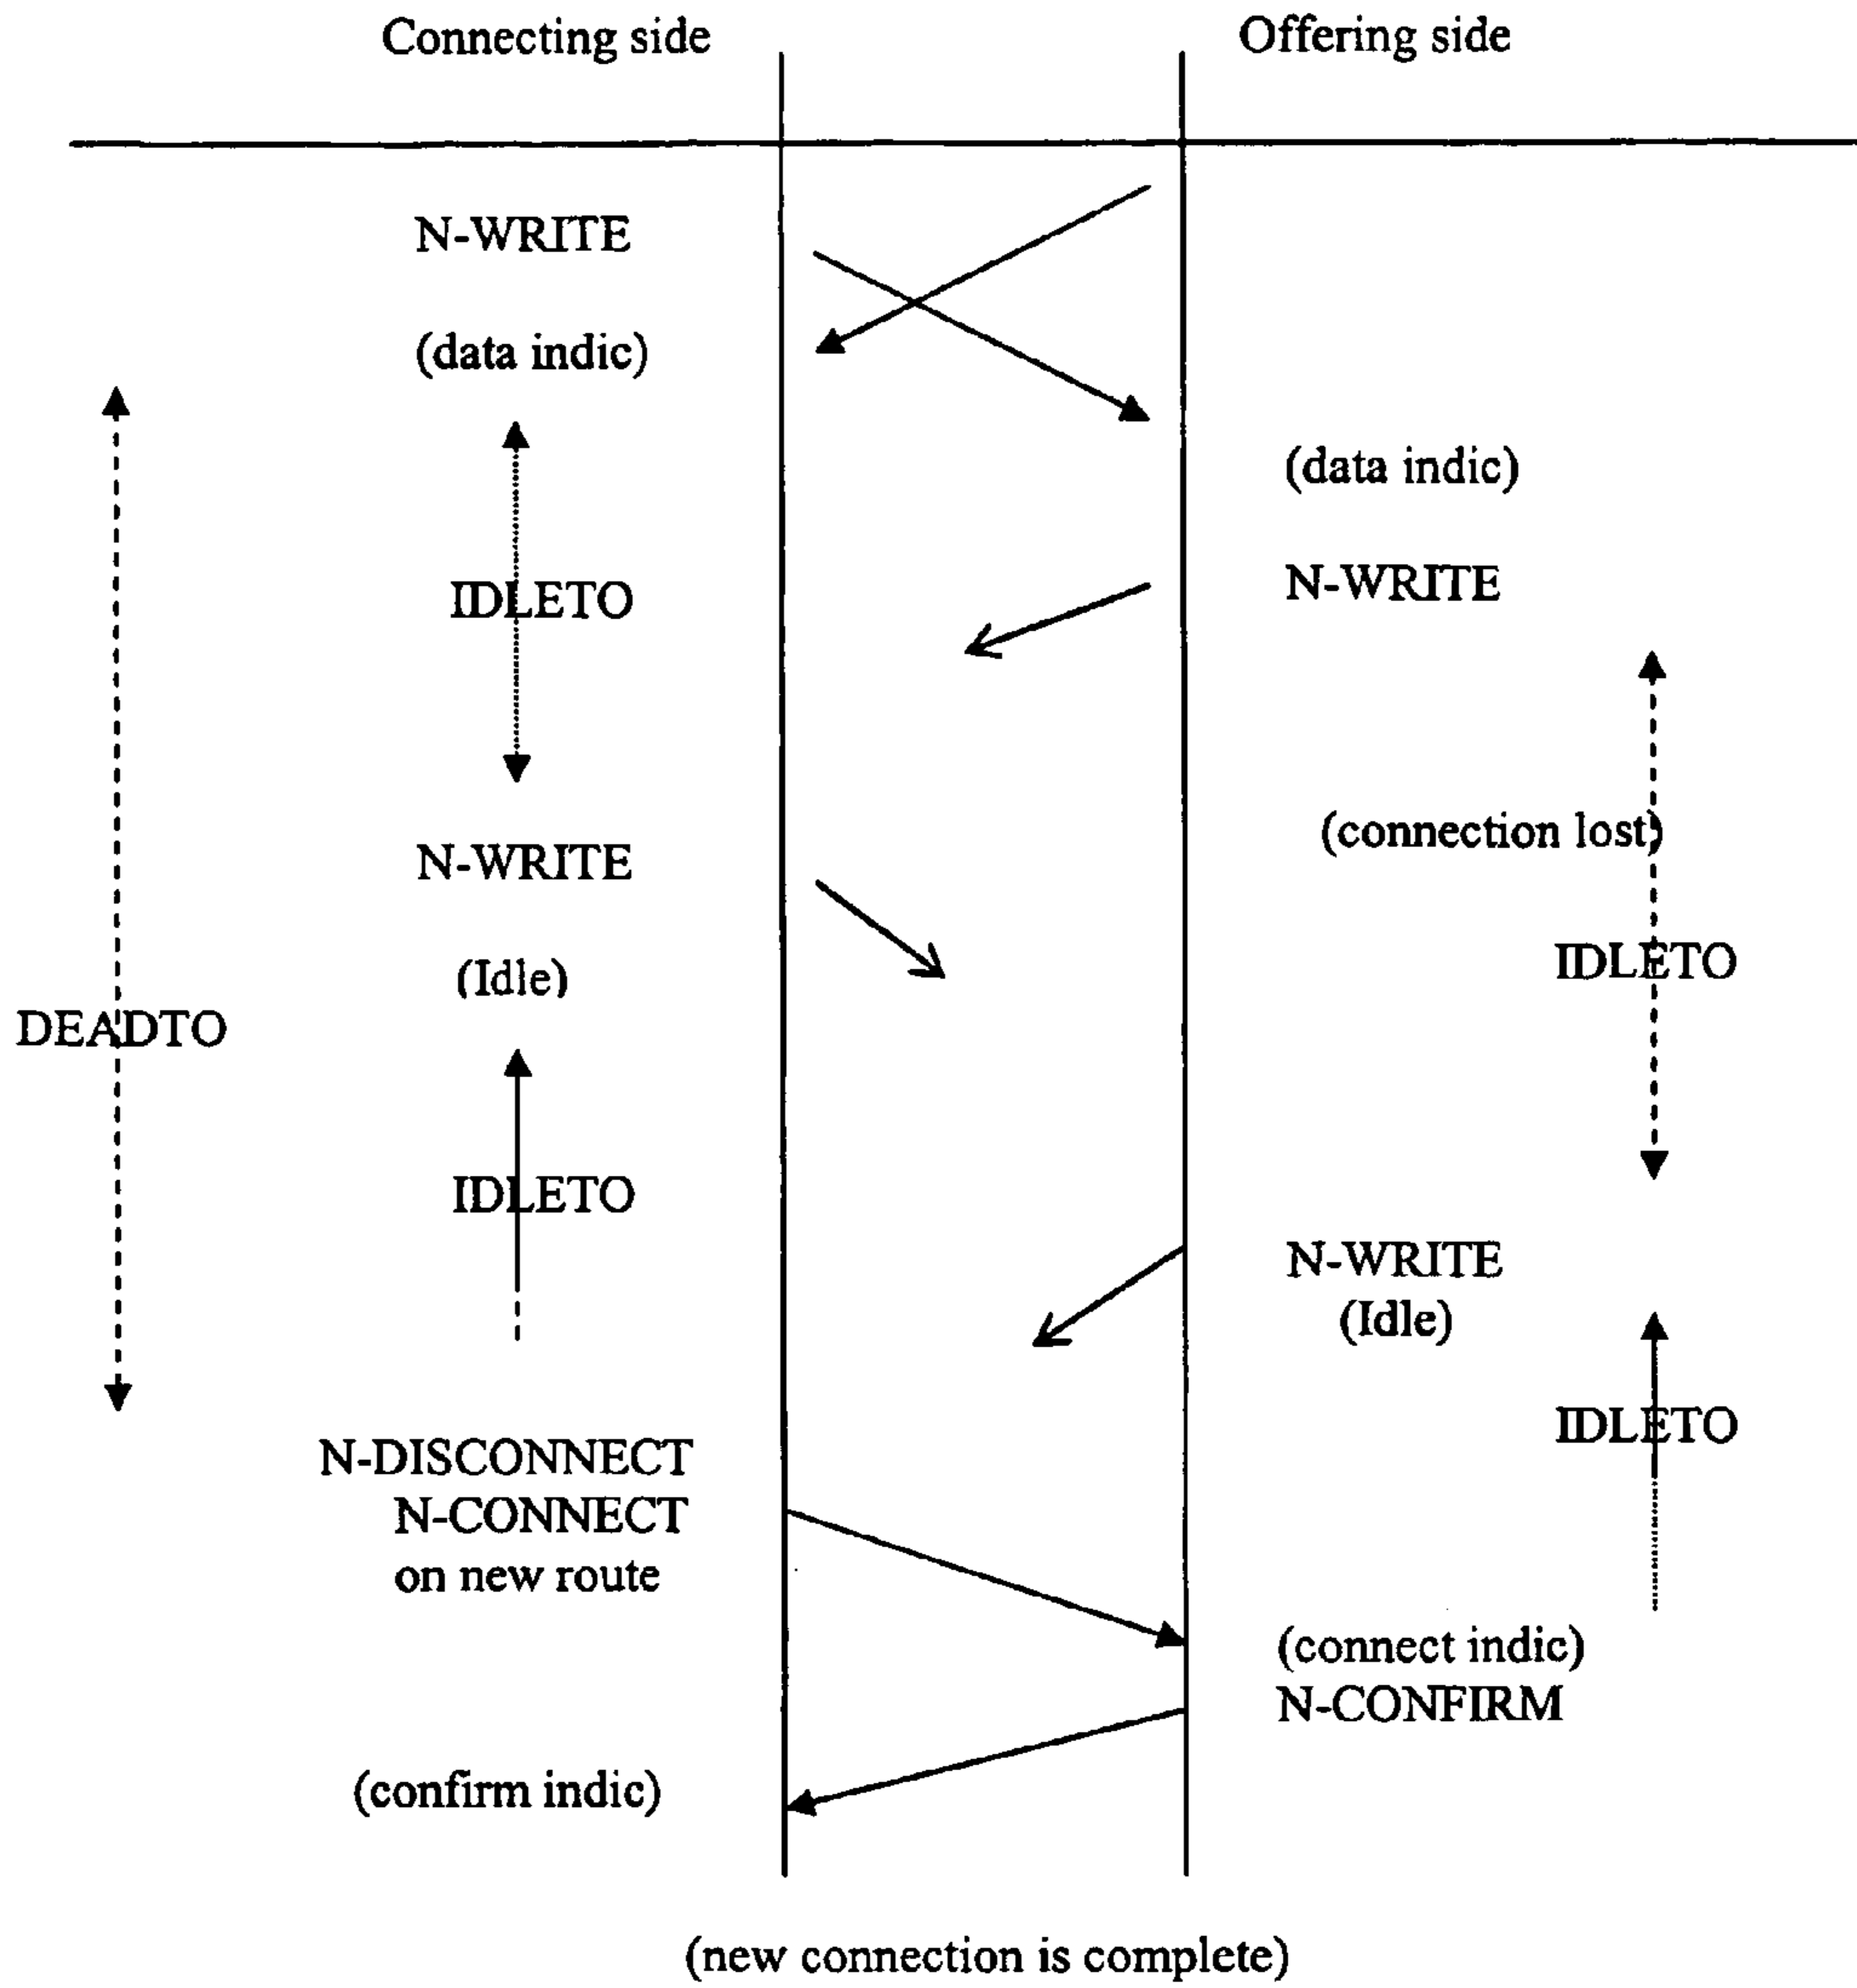 Connecting side
Offering side
N-WRITE
(data indic)
(data indic)
N-WRITE
IDLETO
(connection lost)
N-WRITE
(Idle)
IDLETO
DEADTO
IDLETO
N-WRITE
(Idle)
IDLETO
N-DISCONNECT
N-CONNECT
on new route
(connect indic)
N-CONFIRM
(confirm indic)
(new connection is complete)